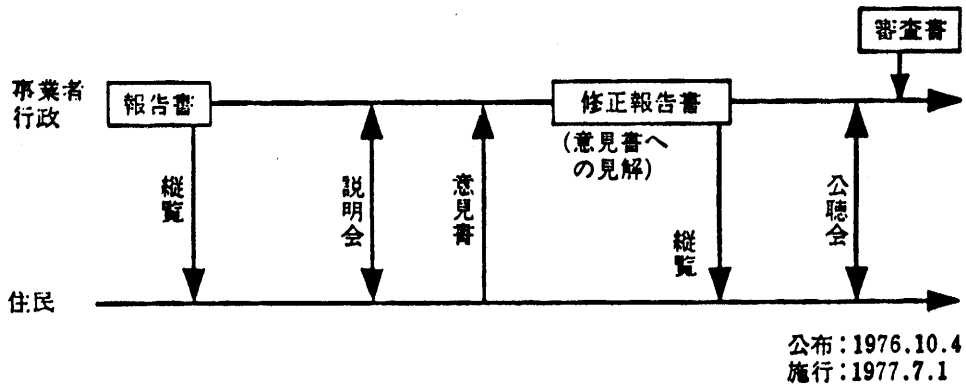 審査書
事業者
行政
報告書
修正報告書
(意見書へ
の見解)
縦覧
説明会
意見書
縦覧
公聴会
住民
公布:1976.10.4
施行:1977.7.1